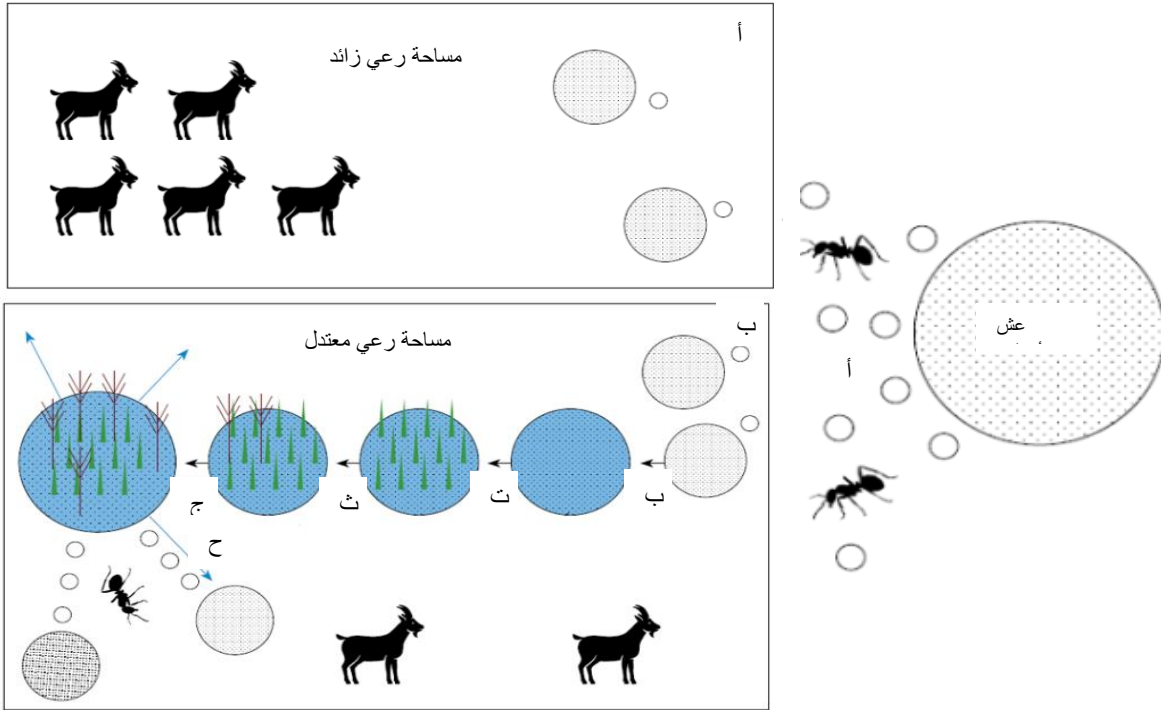 أ
مساحة رعي زائد
ب
مساحة رعي معتدل
ب
ت
ث
ج
ح
عش
أ